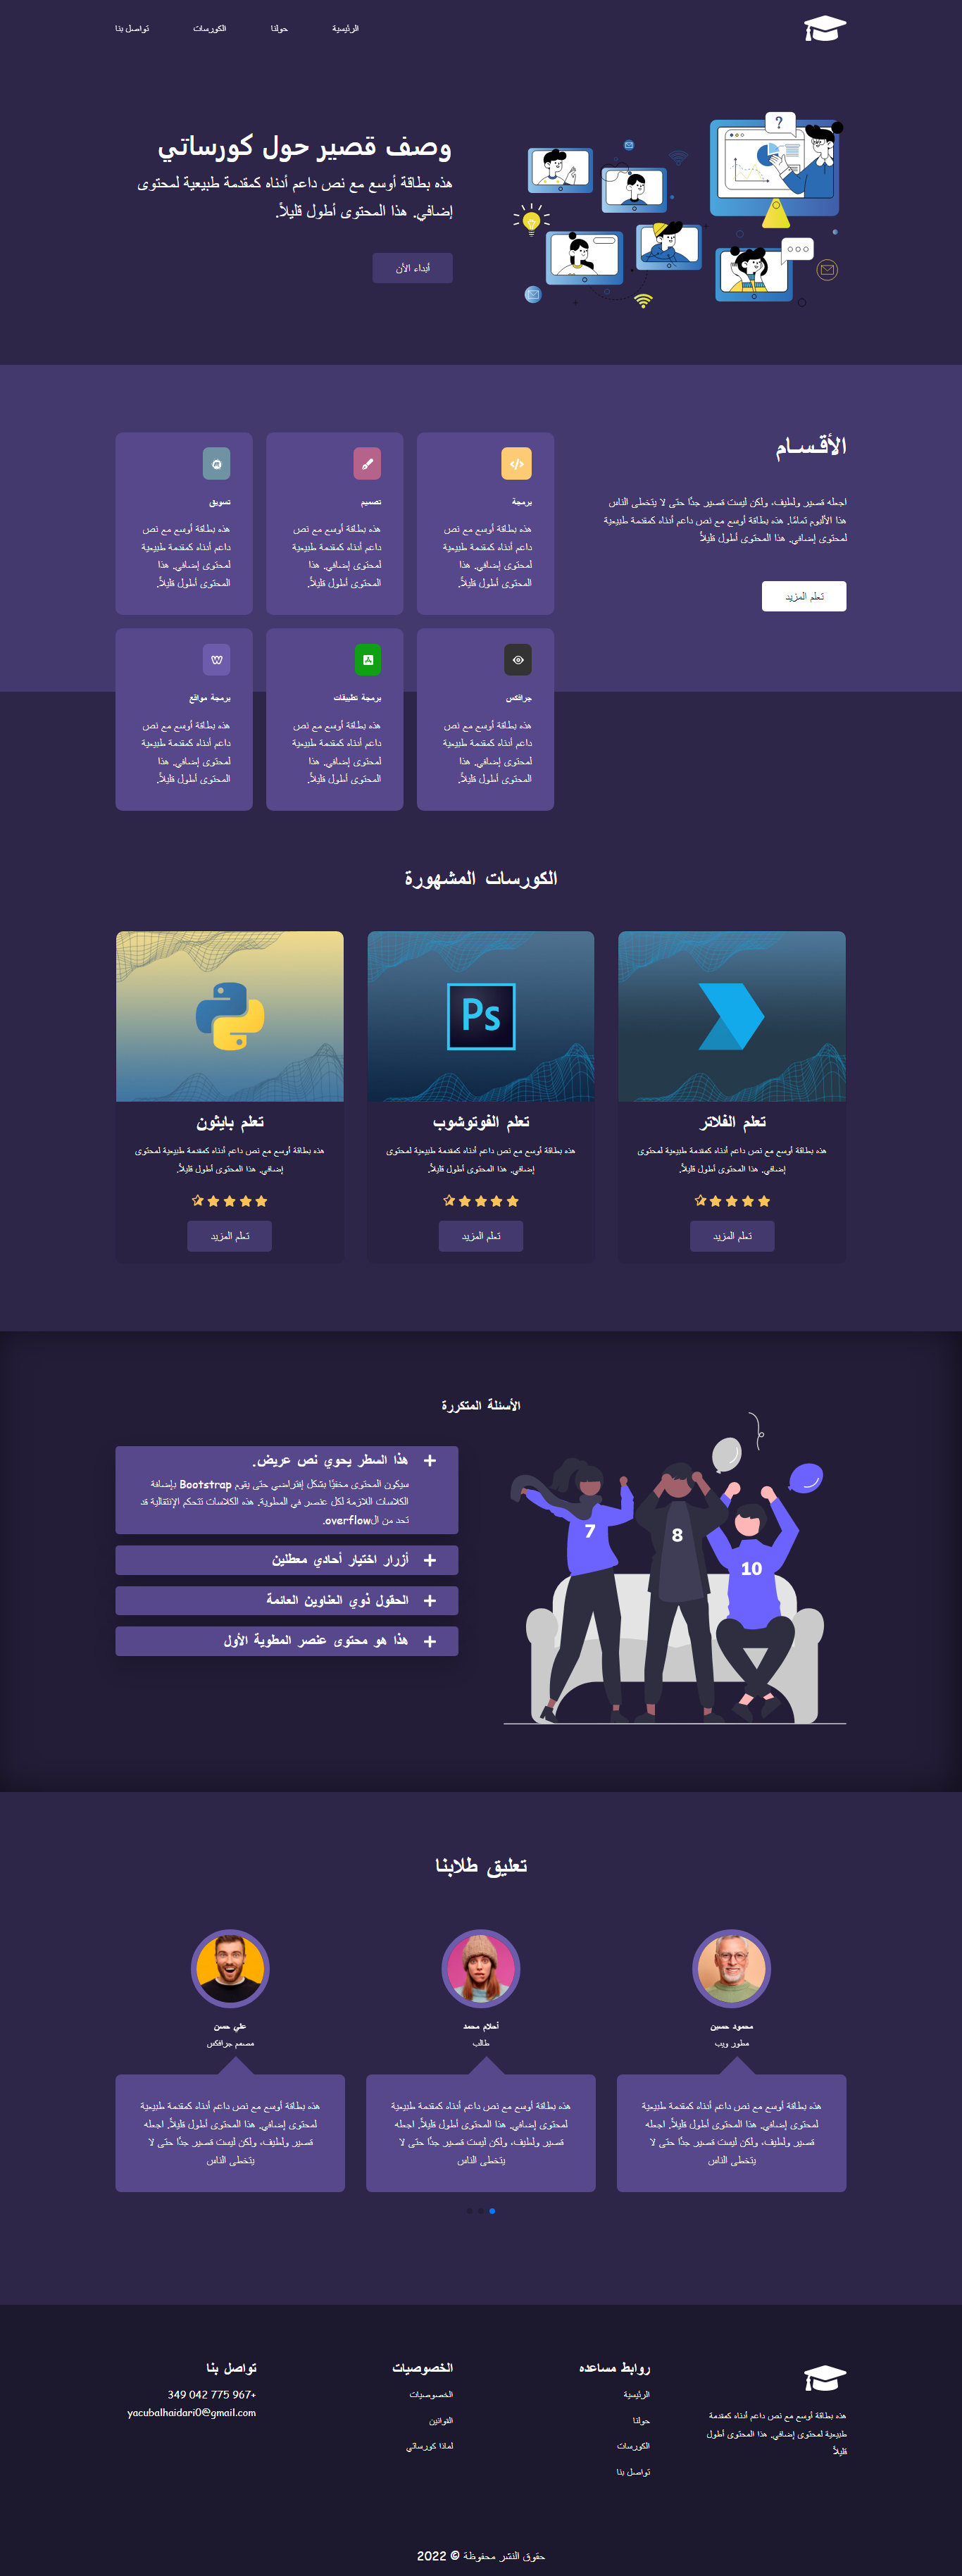 الرئيسية
حولنا
الكورسات
تواصل بنا
?
وصف قصير حول كورساتي
هذه بطاقة أوسع مع نص داعم أدناه كمقدمة طبيعية لمحتوى
إضافي. هذا المحتوى أطول قليلاً.
أبداء الأن
الأقـسـام
اجعله قصير ولطيف، ولكن ليست قصير جدًا حتى لا يتخطى الناس
هذا الألبوم تمامًا. هذه بطاقة أوسع مع نص داعم أدناه كمقدمة طبيعية
لمحتوى إضافي. هذا المحتوى أطول قليلاً
تعلم المزيد
برمجة
هذه بطاقة أوسع مع نص
داعم أدناه كمقدمة طبيعية
لمحتوى إضافي. هذا
المحتوى أطول قليلاً.
تصميم
هذه بطاقة أوسع مع نص
داعم أدناه كمقدمة طبيعية
لمحتوى إضافي. هذا
المحتوى أطول قليلاً.
تسويق
هذه بطاقة أوسع مع نص
داعم أدناه كمقدمة طبيعية
لمحتوى إضافي. هذا
المحتوى أطول قليلاً.
جرافكس
هذه بطاقة أوسع مع نص
داعم أدناه كمقدمة طبيعية
لمحتوى إضافي. هذا
المحتوى أطول قليلاً.
برمجة تطبيقات
هذه بطاقة أوسع مع نص
داعم أدناه كمقدمة طبيعية
لمحتوى إضافي. هذا
المحتوى أطول قليلاً.
برمجة مواقع
هذه بطاقة أوسع مع نص
داعم أدناه كمقدمة طبيعية
لمحتوى إضافي. هذا
المحتوى أطول قليلاً.
الكورسات المشهورة
تعلم الفلاتر
هذه بطاقة أوسع مع نص داعم أدناه كمقدمة طبيعية لمحتوى
إضافي. هذا المحتوى أطول قليلاً.
تعلم المزيد
Ps
تعلم الفوتوشوب
هذه بطاقة أوسع مع نص داعم أدناه كمقدمة طبيعية لمحتوى
إضافي. هذا المحتوى أطول قليلاً.
تعلم المزيد
تعلم بايثون
هذه بطاقة أوسع مع نص داعم أدناه كمقدمة طبيعية لمحتوى
إضافي. هذا المحتوى أطول قليلاً.
تعلم المزيد
الأسئلة المتكررة
7
8
10
هذا السطر يحوي نص عريض.
سيكون المحتوى مخفيًا بشكل إفتراضي حتى يقوم Bootstrap بإضافة
الكلاسات اللازمة لكل عنصر في المطوية. هذه الكلاسات تتحكم الإنتقالية قد
تحد من الoverflow.
أزرار اختيار أحادي معطلين
الحقول ذوي العناوين العائمة
هذا هو محتوى عنصر المطوية الأول
تعليق طلابنا
محمود حسين
مطور ويب
هذه بطاقة أوسع مع نص داعم أدناه كمقدمة طبيعية
لمحتوى إضافي. هذا المحتوى أطول قليلاً. اجعله
قصير ولطيف، ولكن ليست قصير جدًا حتى لا
يتخطى الناس
أحلام محمد
طالب
هذه بطاقة أوسع مع نص داعم أدناه كمقدمة طبيعية
لمحتوى إضافي. هذا المحتوى أطول قليلاً. اجعله
قصير ولطيف، ولكن ليست قصير جدًا حتى لا
يتخطى الناس
علي حسن
مصمم جرافكس
هذه بطاقة أوسع مع نص داعم أدناه كمقدمة طبيعية
لمحتوى إضافي. هذا المحتوى أطول قليلاً. اجعله
قصير ولطيف، ولكن ليست قصير جدًا حتى لا
يتخطى الناس
هذه بطاقة أوسع مع نص داعم أدناه كمقدمة
طبيعية لمحتوى إضافي. هذا المحتوى أطول
قليلاً
روابط مساعده
الرئيسية
حولنا
الكورسات
تواصل بنا
الخصوصيات
الخصوصيات
القوانين
لماذا كورساتي
تواصل بنا
349 042 775 967+
yacubalhaidari0@gmail.com
حقوق النشر محفوظة © 2022